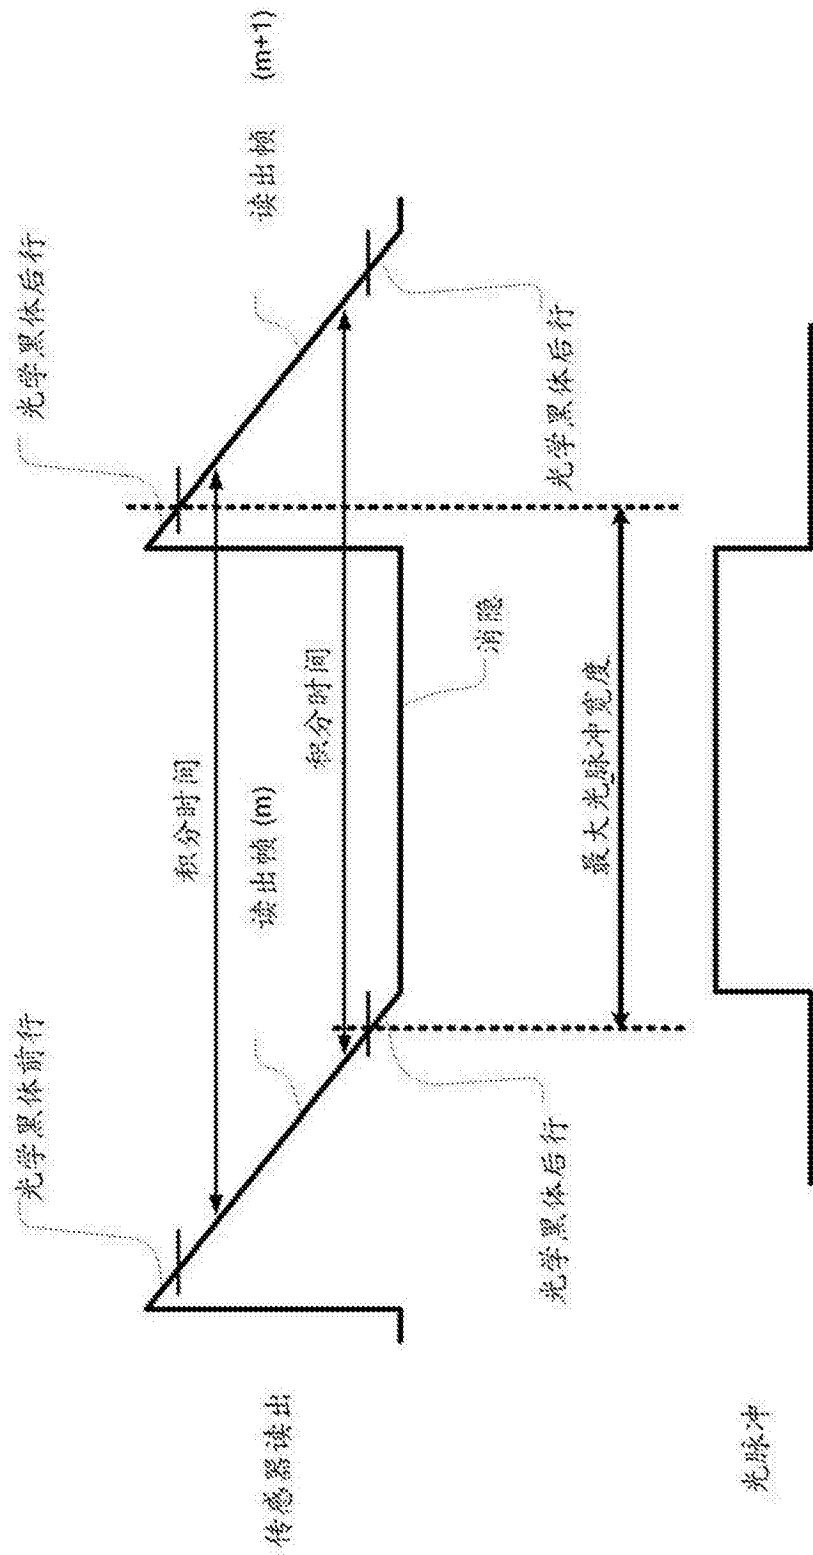 光学黑体前行
光学黑体后行
积分时间
传感器读出
读出帧 (m)
读出帧 (m+1)
积分时间
消隐
光学黑体后行
光学黑体后行
最大光脉冲宽度
光脉冲